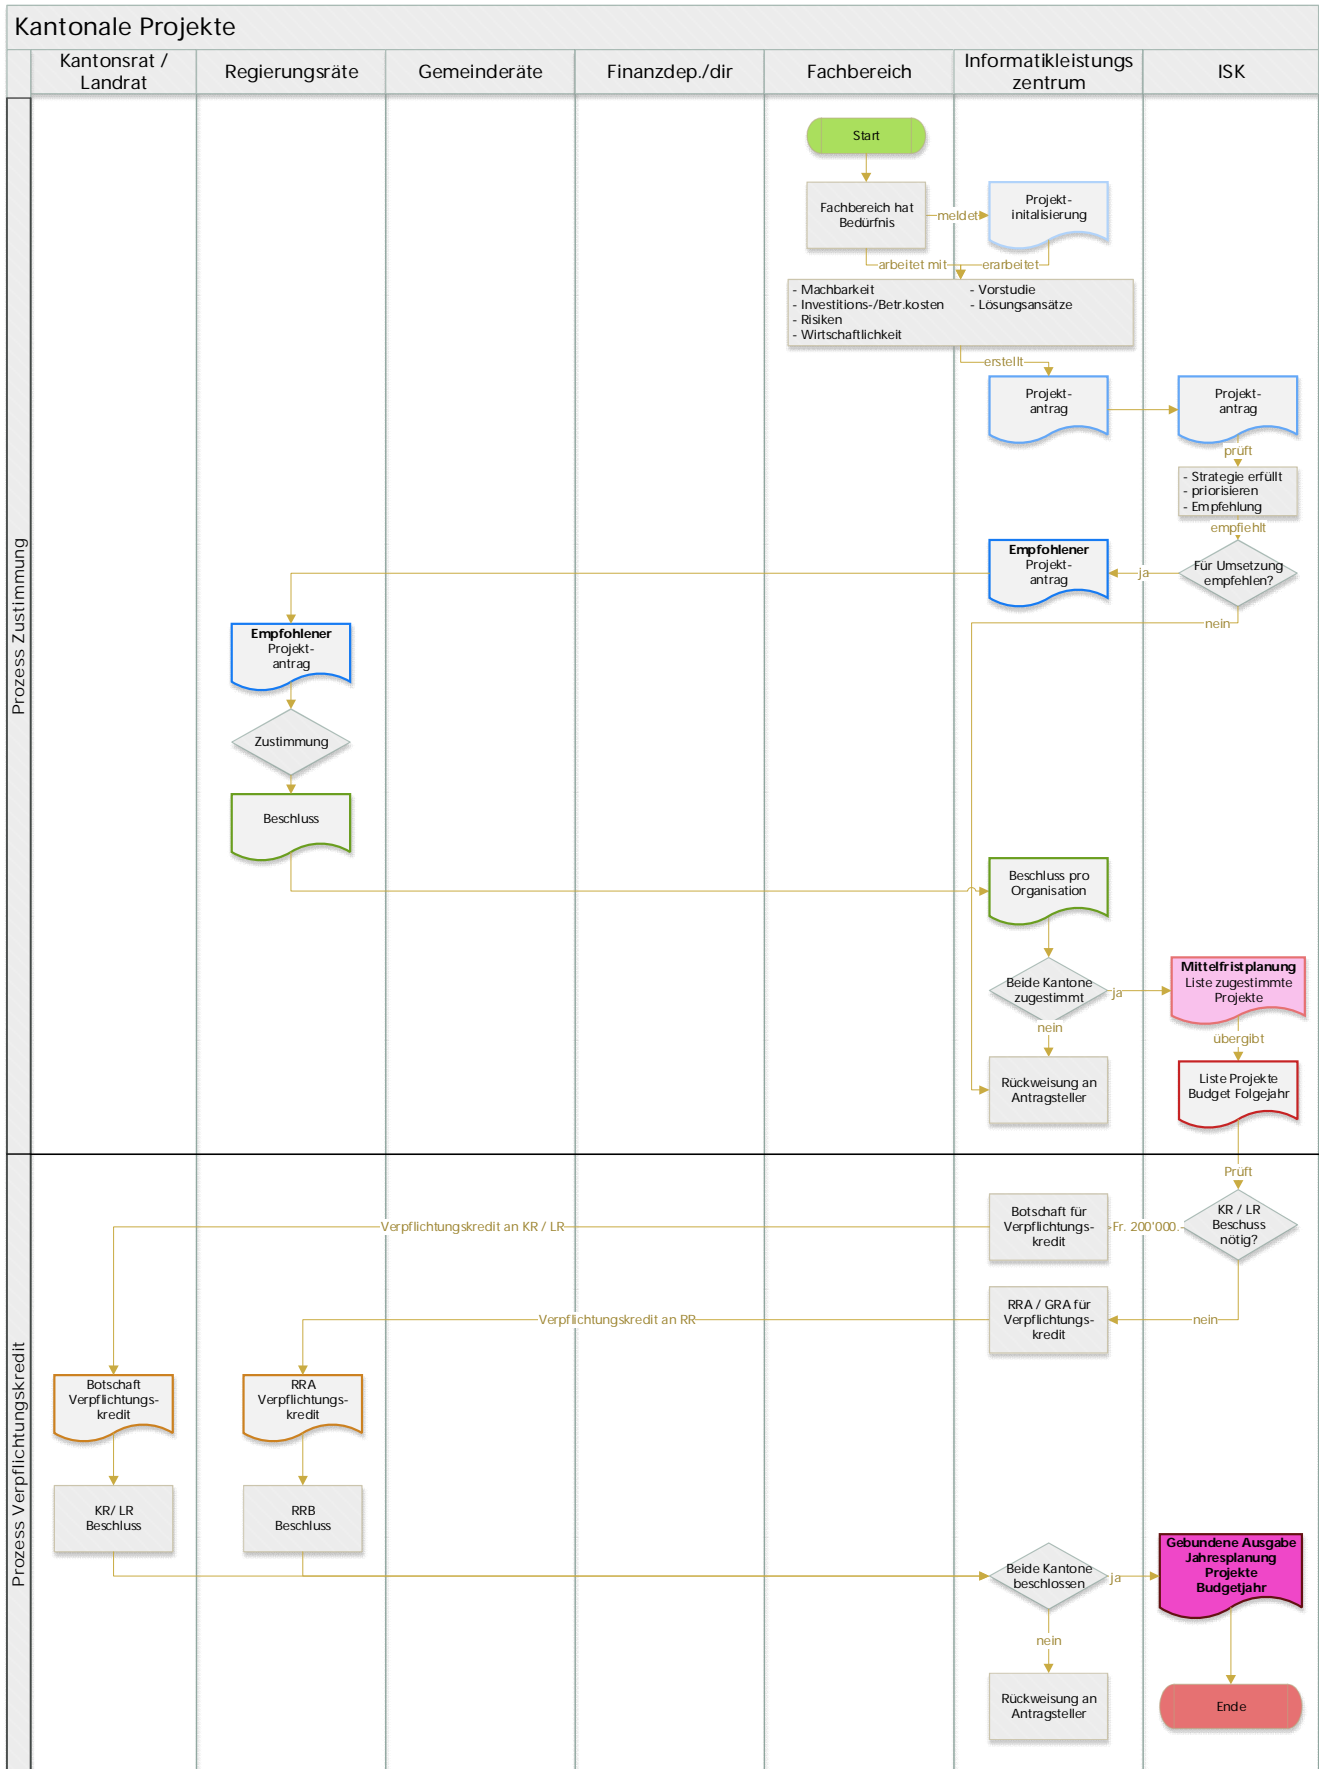 Kantonale Projekte
Kantonsrat /
Landrat
Regierungsräte
Gemeinderäte
Finanzdep./dir
Fachbereich
Informatikleistungs
zentrum
ISK
Prozess Zustimmung
Start
Fachbereich hat
Bedürfnis
meldet
Projekt-
initalisierung
arbeitet mit
erarbeitet
- Machbarkeit
- Investitions-/Betr.kosten
- Risiken
- Wirtschaftlichkeit
- Vorstudie
- Lösungsansätze
erstellt
Projekt-
antrag
Projekt-
antrag
prüft
- Strategie erfüllt
- priorisieren
- Empfehlung
empfiehlt
Für Umsetzung
empfehlen?
ja
Empfohlener
Projekt-
antrag
nein
Empfohlener
Projekt-
antrag
Zustimmung
Beschluss
Beschluss pro
Organisation
Beide Kantone
zugestimmt
ja
Mittelfristplanung
Liste zugestimmte
Projekte
nein
übergibt
Rückweisung an
Antragsteller
Liste Projekte
Budget Folgejahr
Prozess Verpflichtungskredit
Prüft
KR / LR
Beschuss
nötig?
>Fr. 200'000.-
Botschaft für
Verpflichtungs-
kredit
Verpflichtungskredit an KR / LR
nein
RRA / GRA für
Verpflichtungs-
kredit
Verpflichtungskredit an RR
Botschaft
Verpflichtungs-
kredit
RRA
Verpflichtungs-
kredit
KR/ LR
Beschluss
RRB
Beschluss
Beide Kantone
beschlossen
ja
Gebundene Ausgabe
Jahresplanung
Projekte
Budgetjahr
nein
Rückweisung an
Antragsteller
Ende